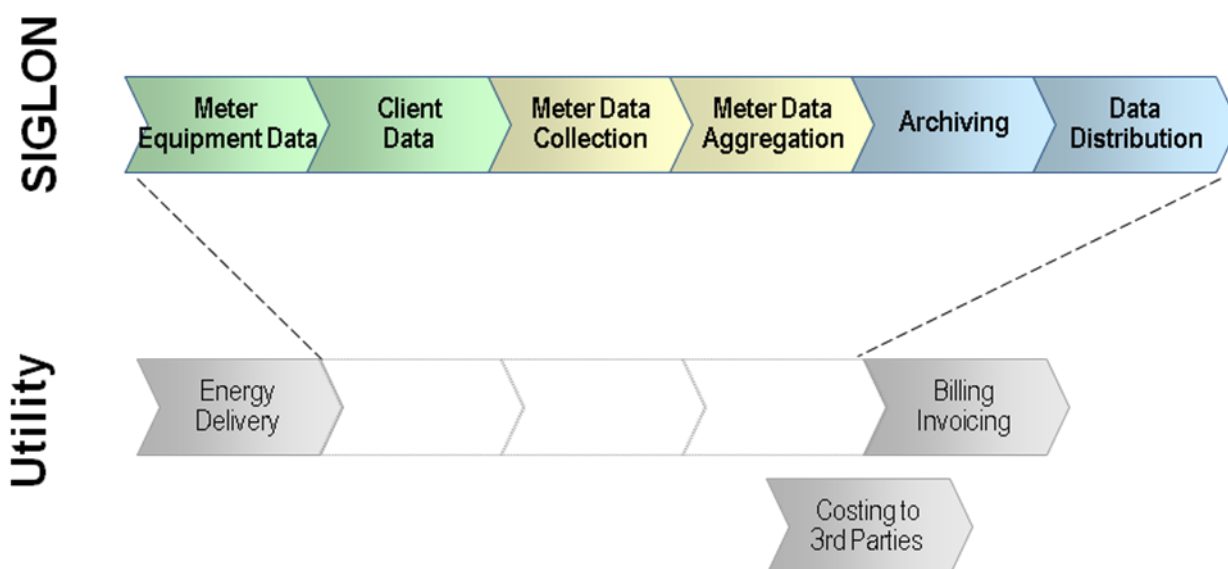 SIGLON
Meter
Equipment Data
Client
Data
Meter Data
Collection
Meter Data
Aggregation
Archiving
Data
Distribution
Utility
Energy
Delivery
Billing
Invoicing
Costing to
3rd Parties